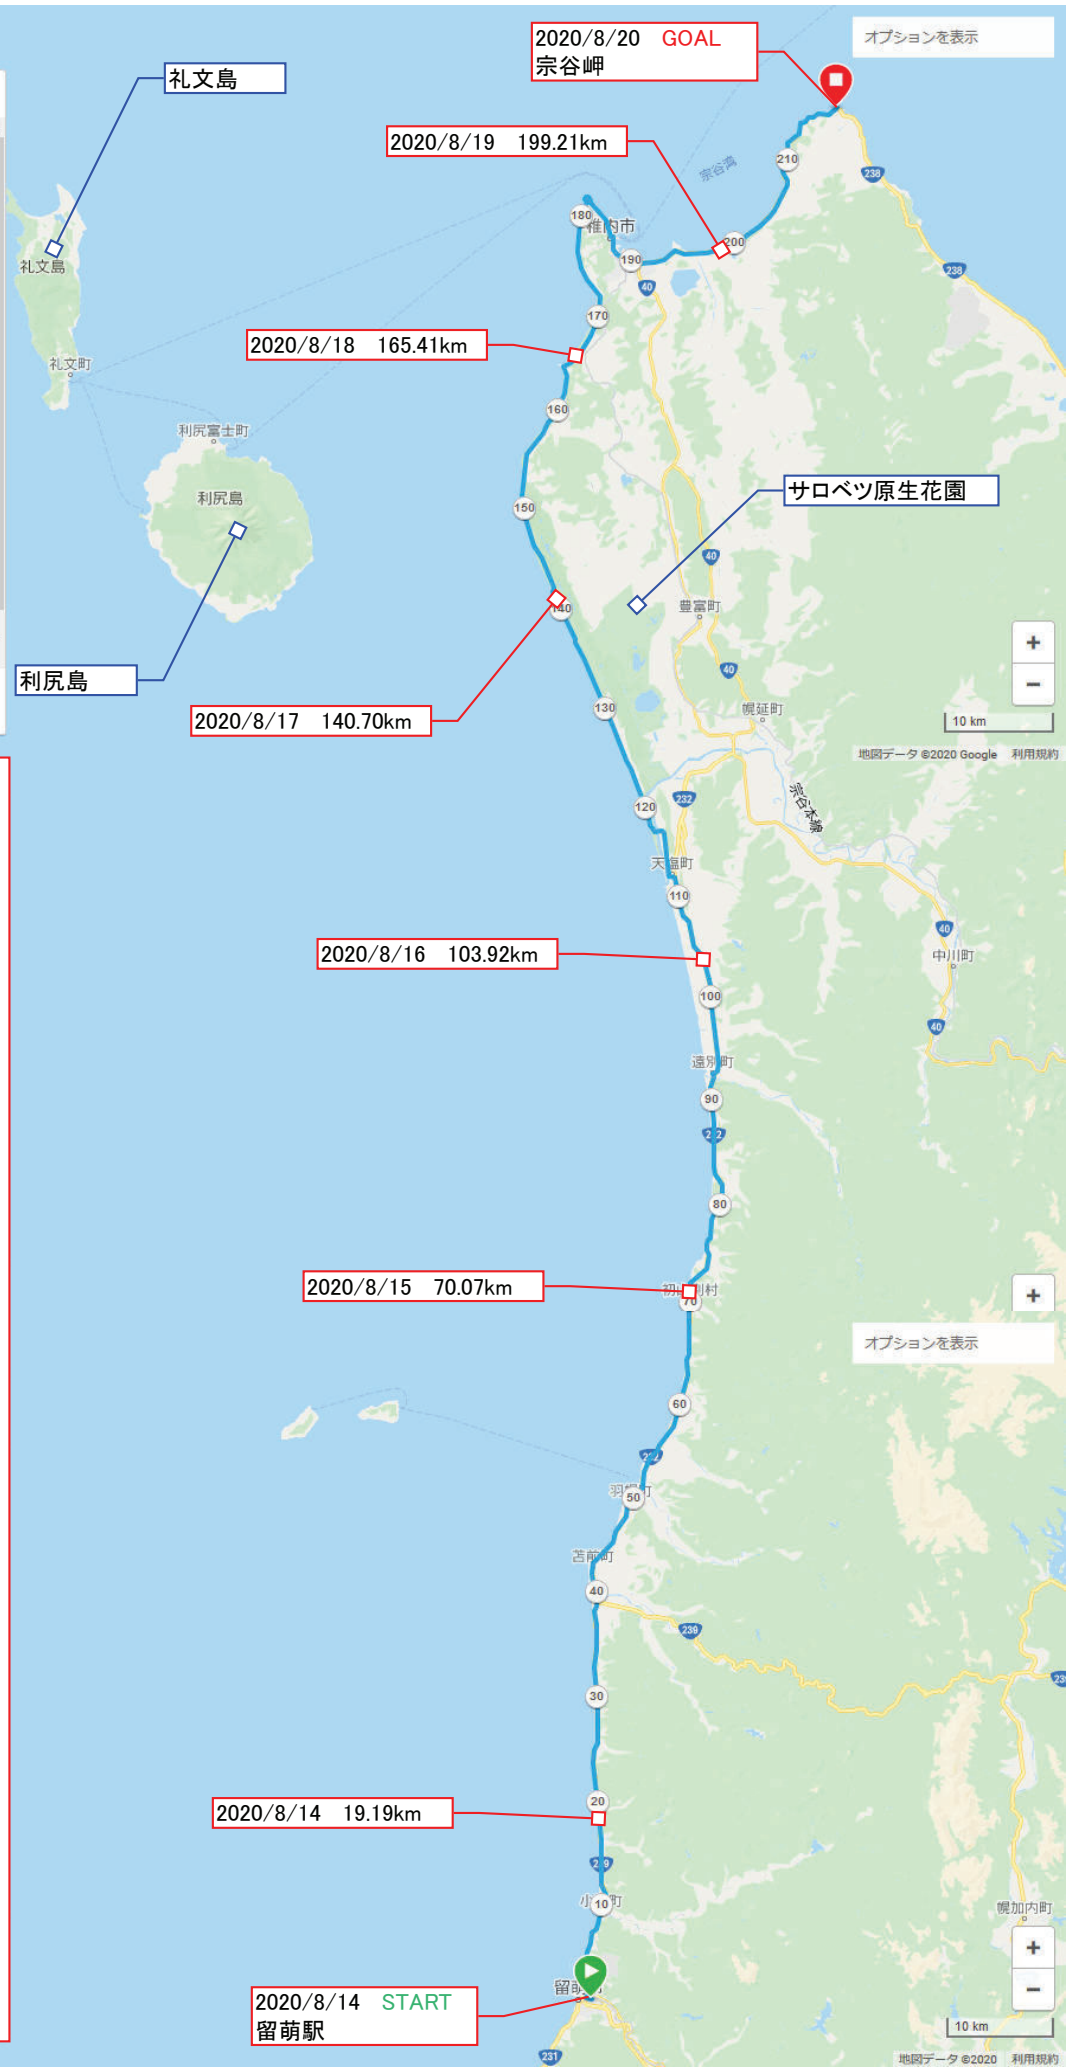 2020/8/20 GOAL
宗谷岬
オプションを表示
礼文島
2020/8/19 199.21km
宗谷湾
210
238
180
稚内市
200
190
238
礼文島
40
170
2020/8/18 165.41km
礼文町
160
利尻富士町
利尻島
サロベツ原生花園
150
40
140
豊富町
+
−
利尻島
40
130
2020/8/17 140.70km
幌延町
10 km
地図データ ©2020 Google 利用規約
宗谷本線
232
120
天塩町
110
40
2020/8/16 103.92km
中川町
100
40
遠別町
90
232
80
2020/8/15 70.07km
70
+
オプションを表示
60
50
苫前町
40
239
30
20
2020/8/14 19.19km
10
幌加内町
+
−
2020/8/14 START
留萌駅
10 km
231
地図データ ©2020 利用規約